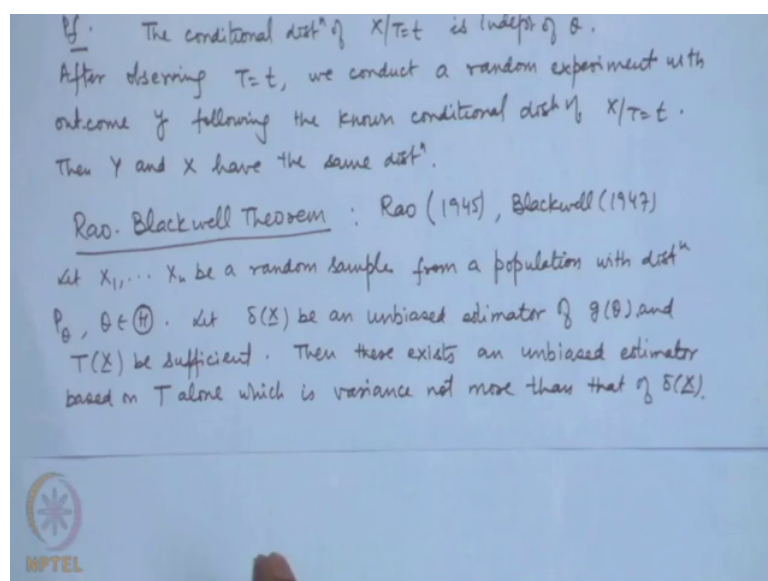 Pf. The conditional distⁿ of X/T=t is indept of θ.
After observing T=t, we conduct a random experiment with
outcome y following the known conditional dist of X/T=t.
Then Y and X have the same distⁿ.
Rao-Blackwell Theorem : Rao (1945), Blackwell (1947)
Let X₁, ... Xₙ be a random sample from a population with distⁿ
P_θ, θ ∈ Ⓗ. Let δ(X) be an unbiased estimator of g(θ) and
T(X) be sufficient. Then there exists an unbiased estimator
based on T alone which is variance not more than that of δ(X).
NPTEL